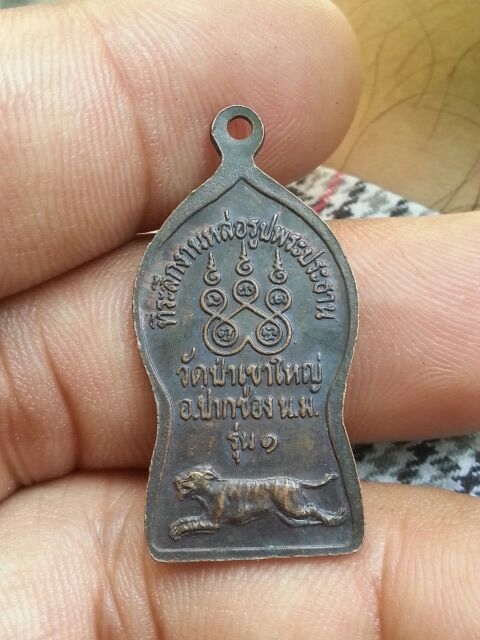 ที่ระลึกงานหล่อรูปพระประธาน
วัดป่าเขาใหญ่
อ.ปากช่อง น.ม.
รุ่น ๑